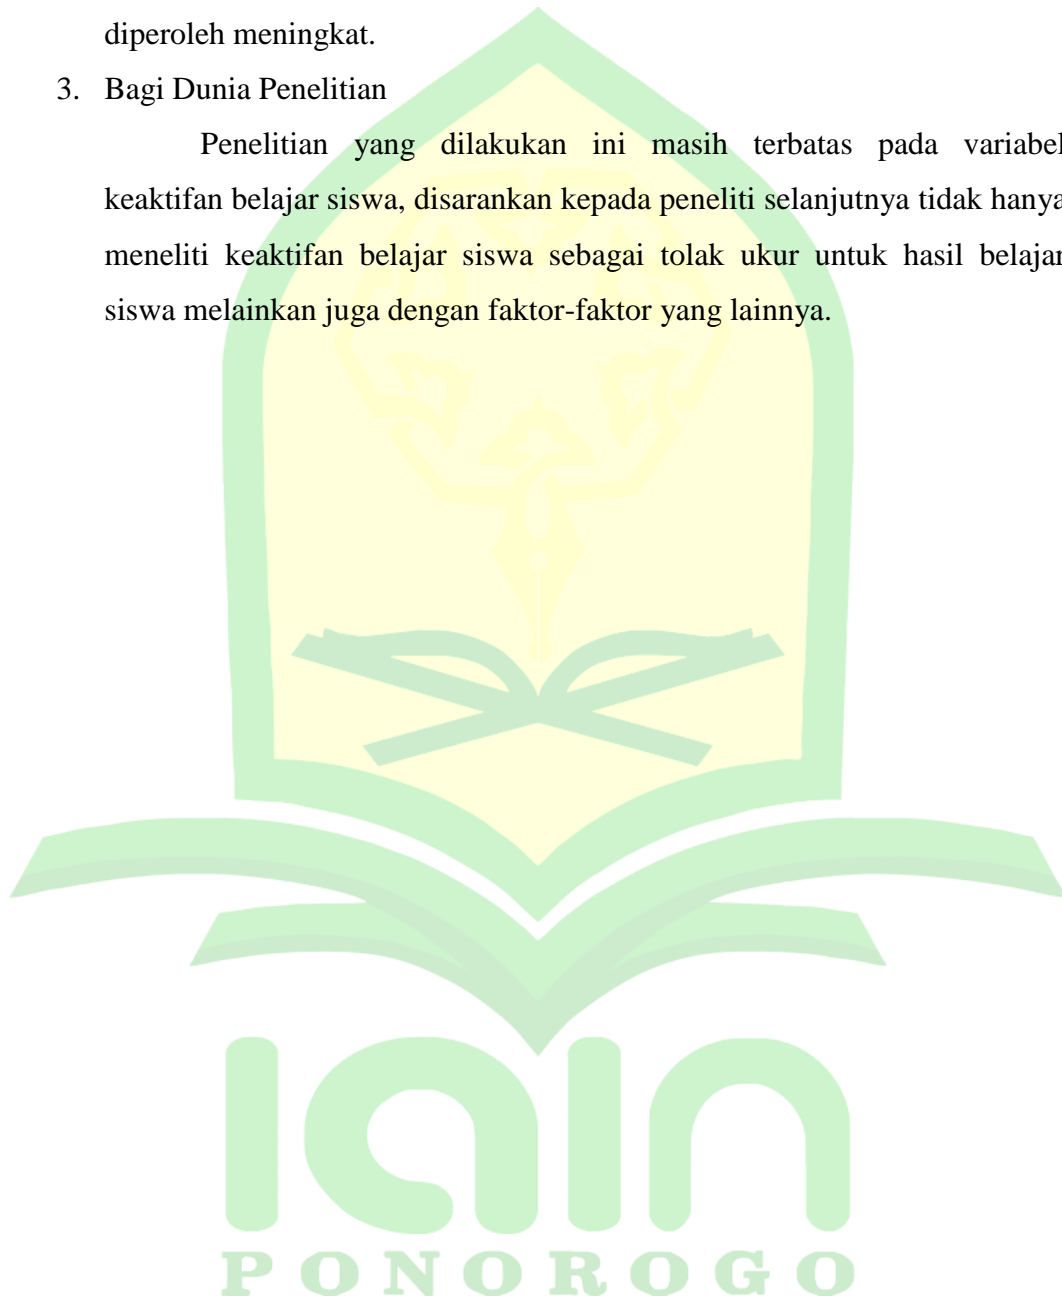 diperoleh meningkat.
3. Bagi Dunia Penelitian
Penelitian yang dilakukan ini masih terbatas pada variabel
keaktifan belajar siswa, disarankan kepada peneliti selanjutnya tidak hanya
meneliti keaktifan belajar siswa sebagai tolak ukur untuk hasil belajar
siswa melainkan juga dengan faktor-faktor yang lainnya.
iain
PONOROGO